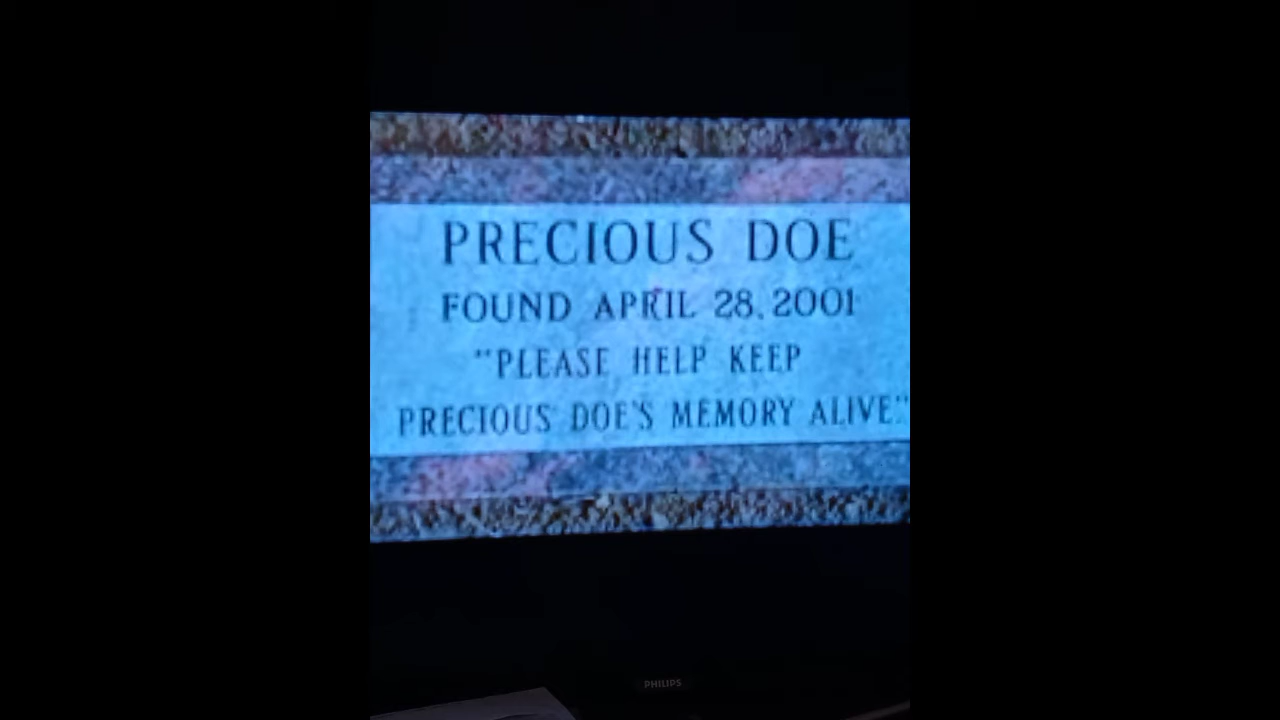 PRECIOUS DOE
FOUND APRIL 28, 2001
"PLEASE HELP KEEP
PRECIOUS DOE'S MEMORY ALIVE."
PHILIPS